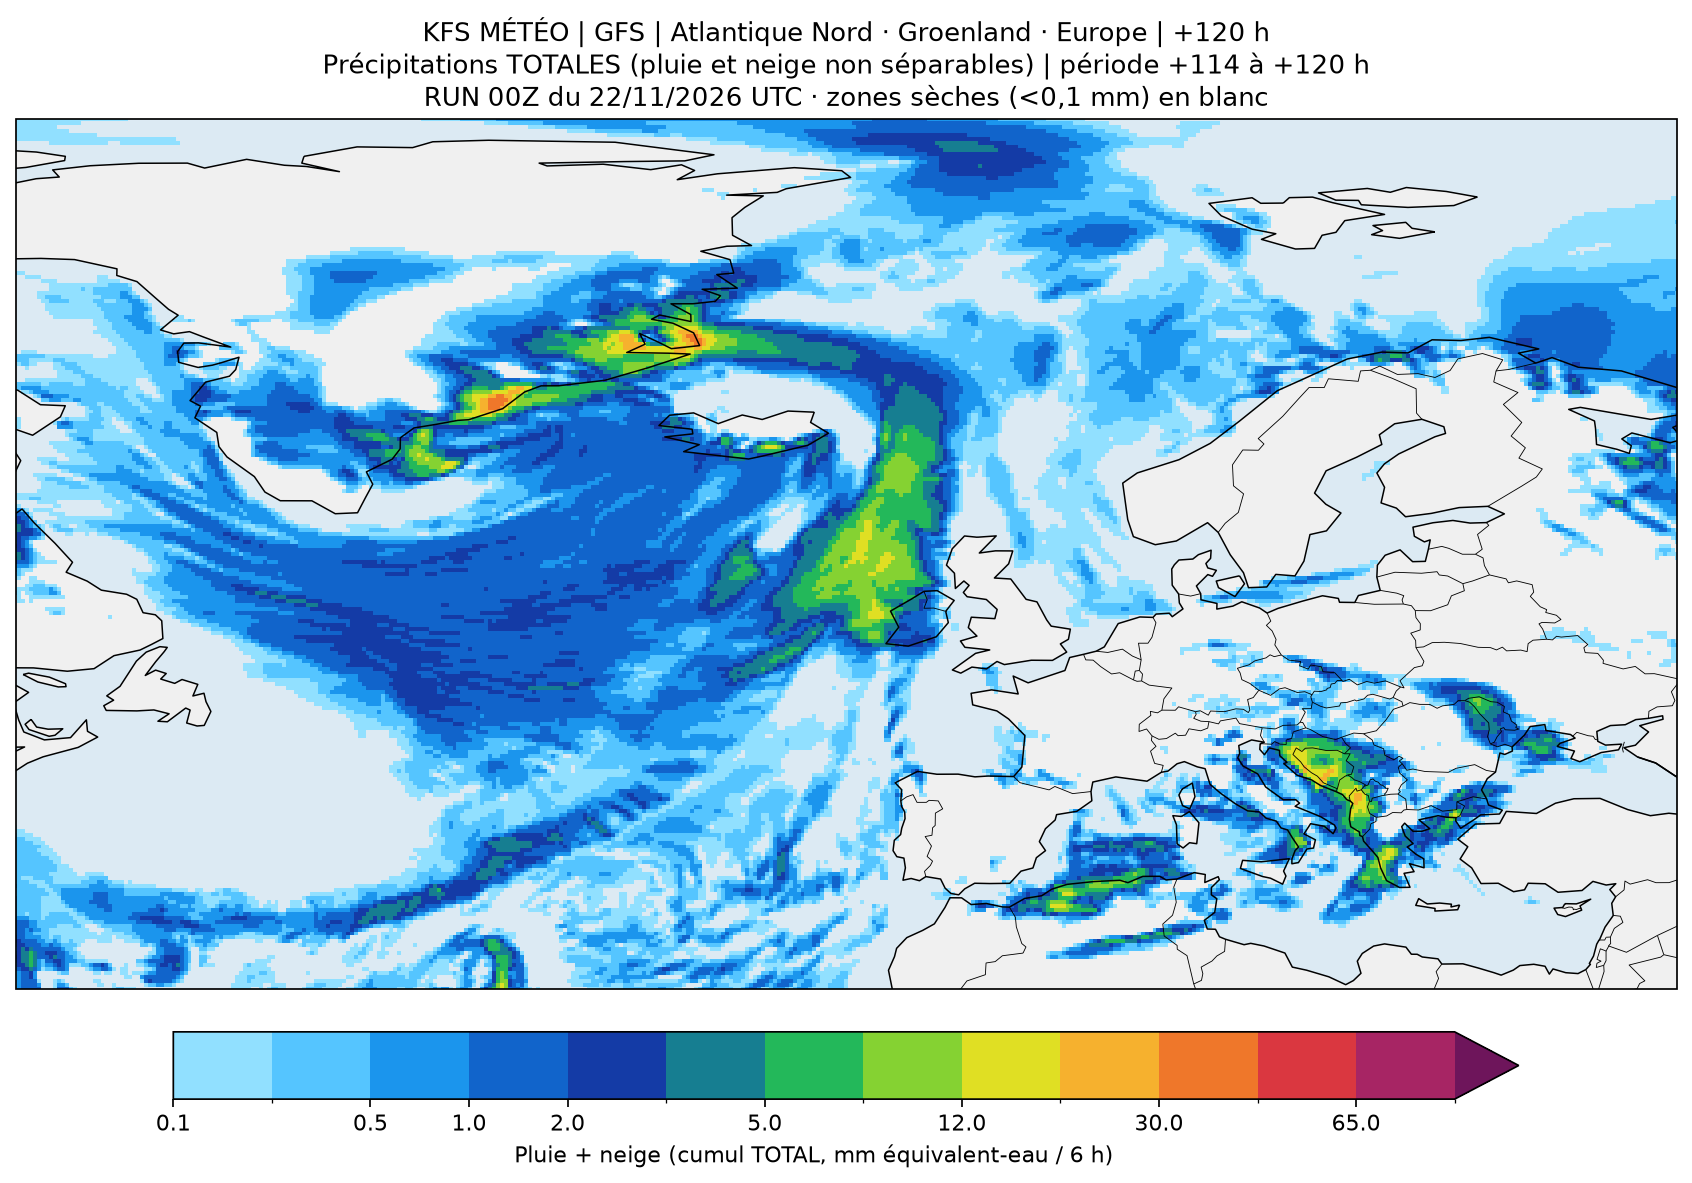 KFS MÉTÉO | GFS | Atlantique Nord · Groenland · Europe | +120 h
Précipitations TOTALES (pluie et neige non séparables) | période +114 à +120 h
RUN 00Z du 22/11/2026 UTC · zones sèches (<0,1 mm) en blanc
0.1 0.5 1.0 2.0 5.0 12.0 30.0 65.0
Pluie + neige (cumul TOTAL, mm équivalent-eau / 6 h)